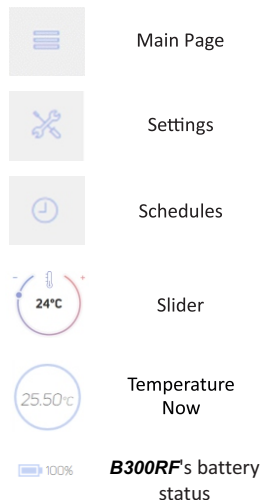 Main Page
Settings
Schedules
- +
24°C
Slider
25.50°C
Temperature
Now
100%
B300RF's battery
status